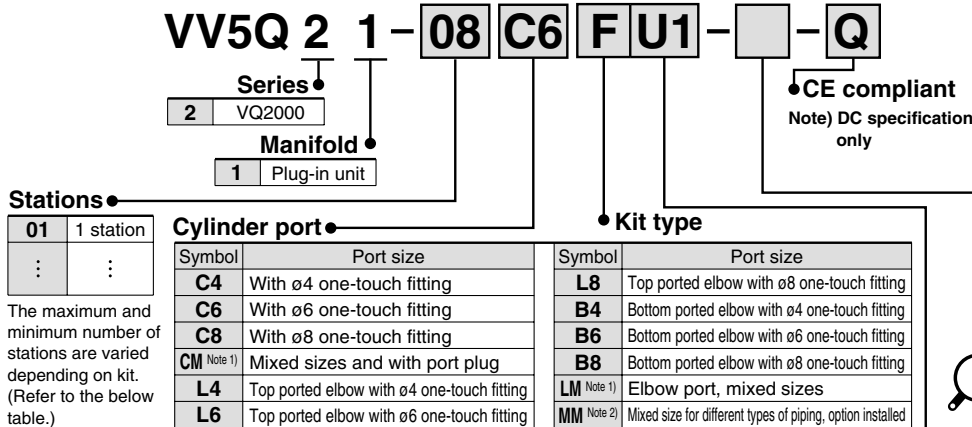 VV5Q 2 1 - 08 C6 F U1 - - Q
Series
2 VQ2000
Manifold
1 Plug-in unit
CE compliant
Note) DC specification
only
Stations
01 1 station
⋮ ⋮
The maximum and
minimum number of
stations are varied
depending on kit.
(Refer to the below
table.)
Cylinder port
Symbol Port size
C4 With ø4 one-touch fitting
C6 With ø6 one-touch fitting
C8 With ø8 one-touch fitting
CM Note 1) Mixed sizes and with port plug
L4 Top ported elbow with ø4 one-touch fitting
L6 Top ported elbow with ø6 one-touch fitting
Kit type
Symbol Port size
L8 Top ported elbow with ø8 one-touch fitting
B4 Bottom ported elbow with ø4 one-touch fitting
B6 Bottom ported elbow with ø6 one-touch fitting
B8 Bottom ported elbow with ø8 one-touch fitting
LM Note 1) Elbow port, mixed sizes
MM Note 2) Mixed size for different types of piping, option installed